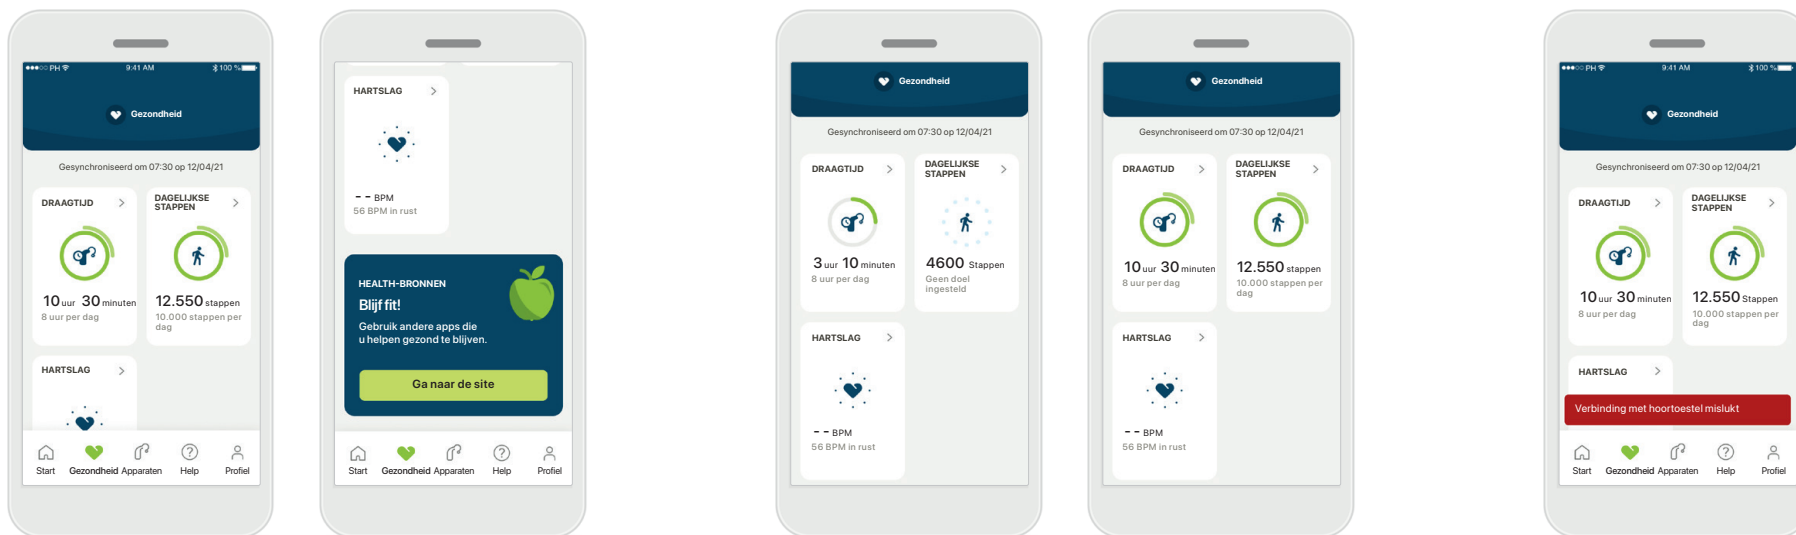 ●●●○○ PH 9:41 AM 100 %
Gezondheid
Gesynchroniseerd om 07:30 op 12/04/21
DRAAGTIJD >
DAGELIJKSE STAPPEN >
10 uur 30 minuten
8 uur per dag
12.550 stappen
10.000 stappen per
dag
HARTSLAG >
Start Gezondheid Apparaten Help Profiel
HARTSLAG >
-- BPM
56 BPM in rust
HEALTH-BRONNEN
Blijf fit!
Gebruik andere apps die
u helpen gezond te blijven.
Ga naar de site
Start Gezondheid Apparaten Help Profiel
Gezondheid
Gesynchroniseerd om 07:30 op 12/04/21
DRAAGTIJD >
DAGELIJKSE
STAPPEN >
3 uur 10 minuten
8 uur per dag
4600 Stappen
Geen doel
ingesteld
HARTSLAG >
-- BPM
56 BPM in rust
Gezondheid
Gesynchroniseerd om 07:30 op 12/04/21
DRAAGTIJD >
DAGELIJKSE
STAPPEN >
10 uur 30 minuten
8 uur per dag
12.550 stappen
10.000 stappen per
dag
HARTSLAG >
-- BPM
56 BPM in rust
●●●○○ PH 9:41 AM 100 %
Gezondheid
Gesynchroniseerd om 07:30 op 12/04/21
DRAAGTIJD >
DAGELIJKSE
STAPPEN >
10 uur 30 minuten
8 uur per dag
12.550 Stappen
10.000 stappen per
dag
HARTSLAG >
Verbinding met hoortoestel mislukt
Start Gezondheid Apparaten Help Profiel